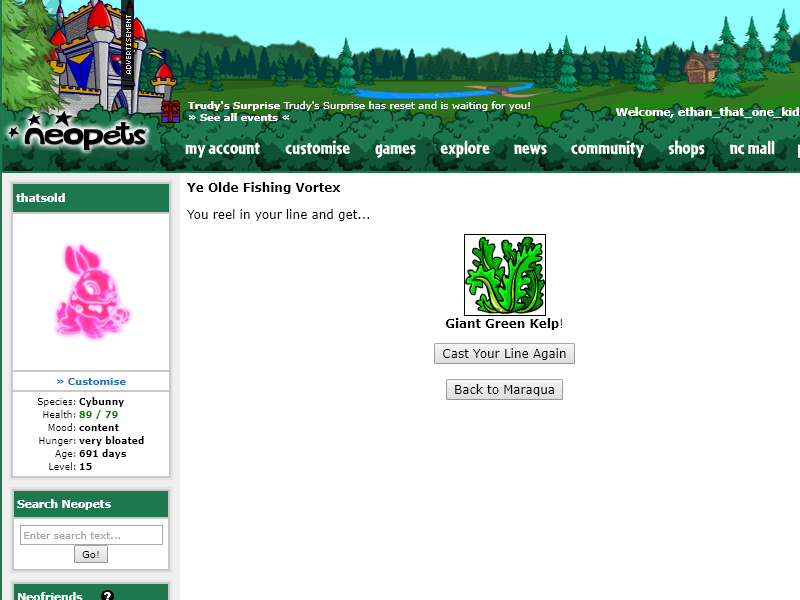 ADVERTISEMENT
neopets
Trudy's Surprise Trudy's Surprise has reset and is waiting for you!
» See all events «
Welcome, ethan_that_one_kid
my account customise games explore news community shops nc mall p
thatsold
» Customise
Species: Cybunny
Health: 89 / 79
Mood: content
Hunger: very bloated
Age: 691 days
Level: 15
Search Neopets
Enter search text...
Go!
Neofriends ?
Ye Olde Fishing Vortex
You reel in your line and get...
Giant Green Kelp!
Cast Your Line Again
Back to Maraqua